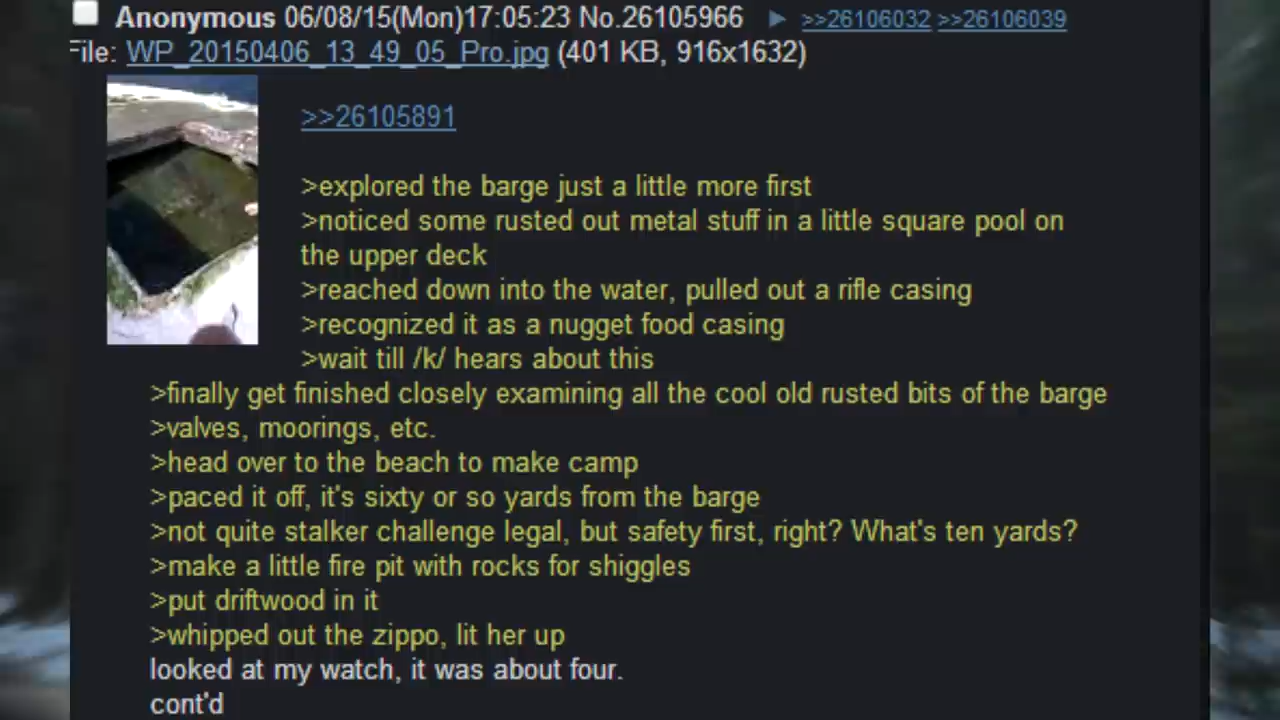 Anonymous 06/08/15(Mon)17:05:23 No.26105966 ▶ >>26106032 >>26106039
File: WP_20150406_13_49_05_Pro.jpg (401 KB, 916x1632)
>>26105891
>explored the barge just a little more first
>noticed some rusted out metal stuff in a little square pool on
the upper deck
>reached down into the water, pulled out a rifle casing
>recognized it as a nugget food casing
>wait till /k/ hears about this
>finally get finished closely examining all the cool old rusted bits of the barge
>valves, moorings, etc.
>head over to the beach to make camp
>paced it off, it's sixty or so yards from the barge
>not quite stalker challenge legal, but safety first, right? What's ten yards?
>make a little fire pit with rocks for shiggles
>put driftwood in it
>whipped out the zippo, lit her up
looked at my watch, it was about four.
cont'd